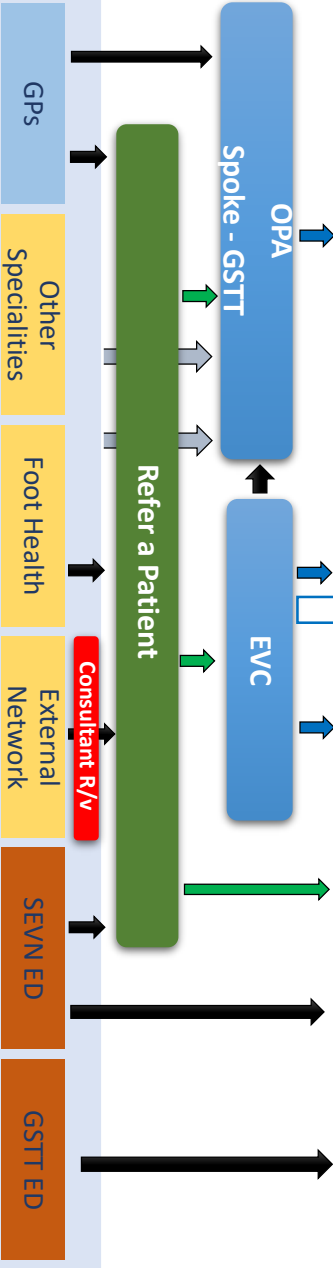 GPs
Other
Specialities
Foot Health
External
Network
SEVN ED
GSTT ED
Consultant R/v
Refer a Patient
OPA
Spoke - GSTT
EVC